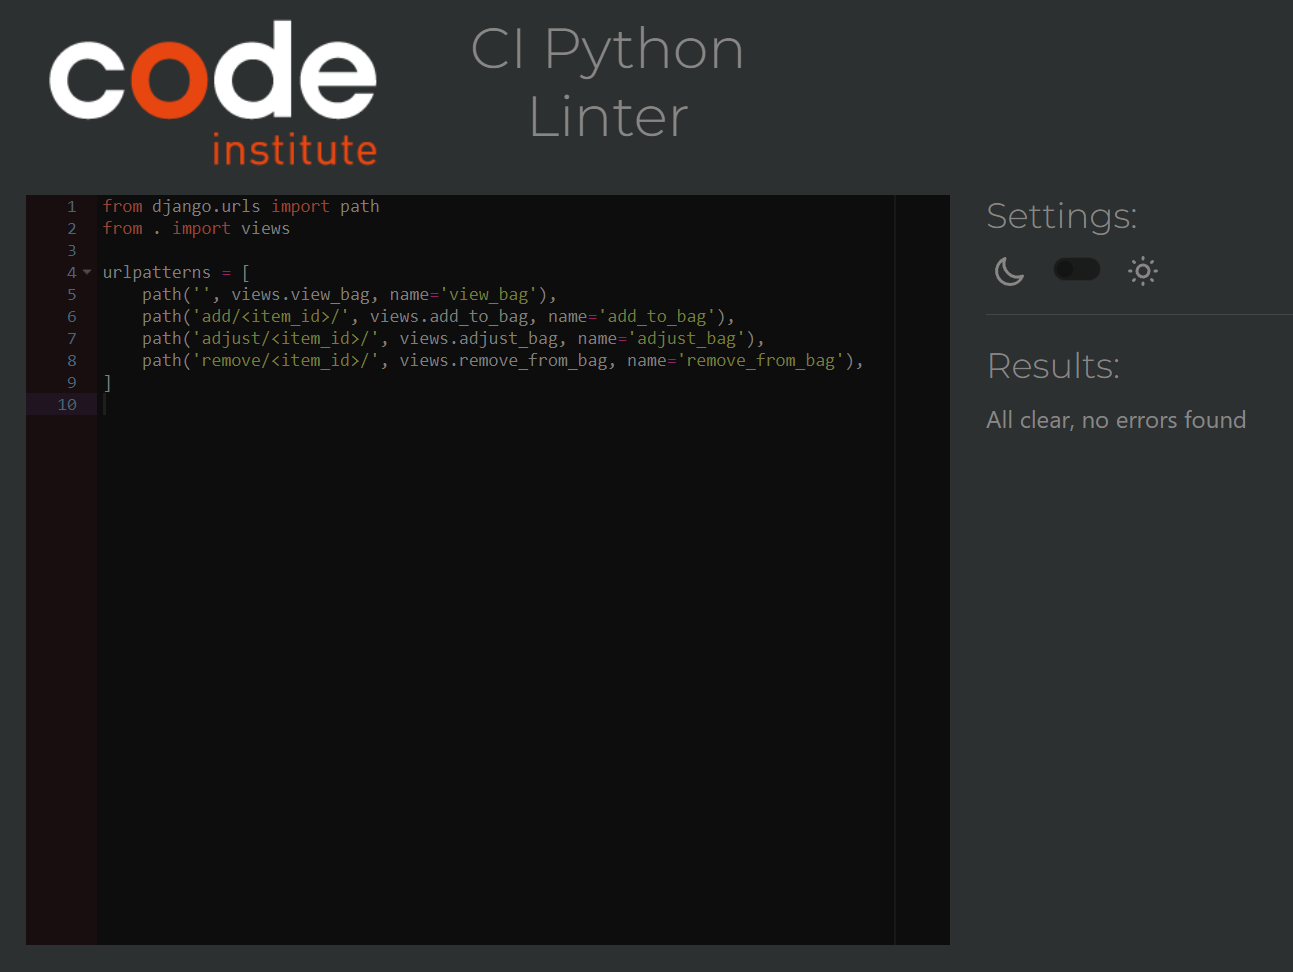 code
institute
CI Python
Linter
1 from django.urls import path
2 from . import views
3
4 urlpatterns = [
5     path('', views.view_bag, name='view_bag'),
6     path('add/<item_id>/', views.add_to_bag, name='add_to_bag'),
7     path('adjust/<item_id>/', views.adjust_bag, name='adjust_bag'),
8     path('remove/<item_id>/', views.remove_from_bag, name='remove_from_bag'),
9 ]
10
Settings:
Results:
All clear, no errors found